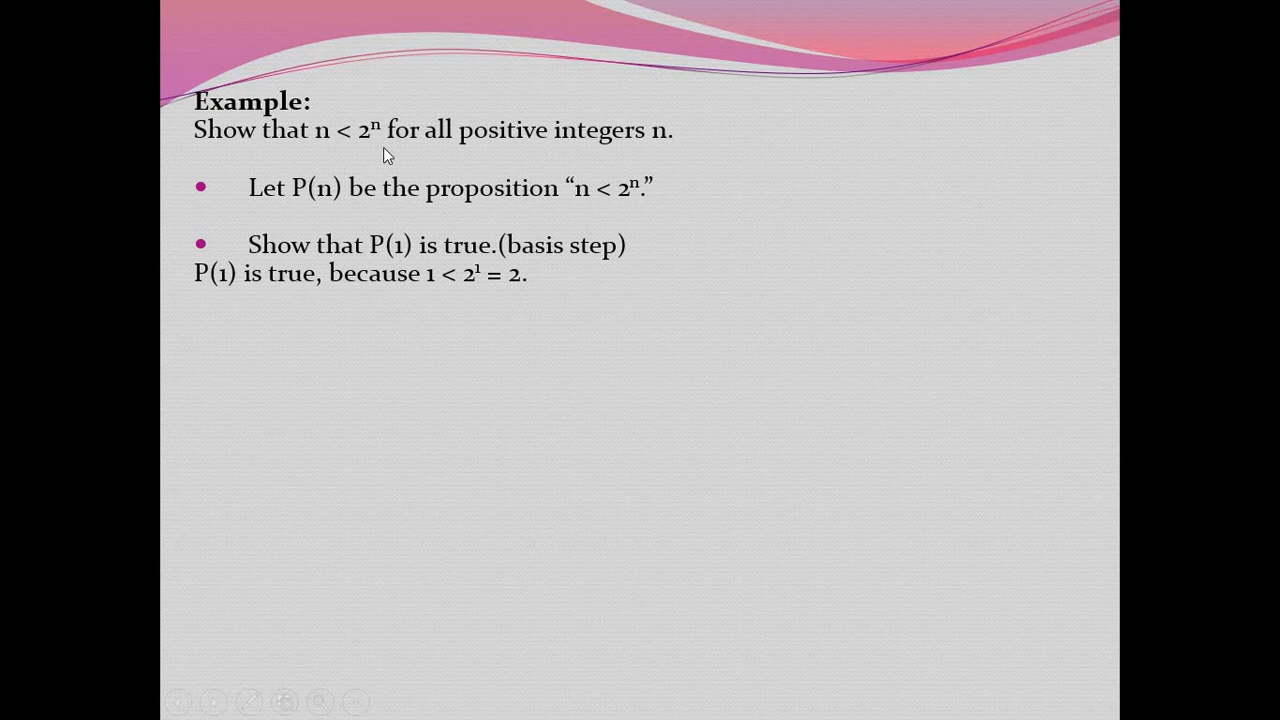 Example:
Show that n < 2ⁿ for all positive integers n.
• Let P(n) be the proposition “n < 2ⁿ.”
• Show that P(1) is true.(basis step)
P(1) is true, because 1 < 2¹ = 2.